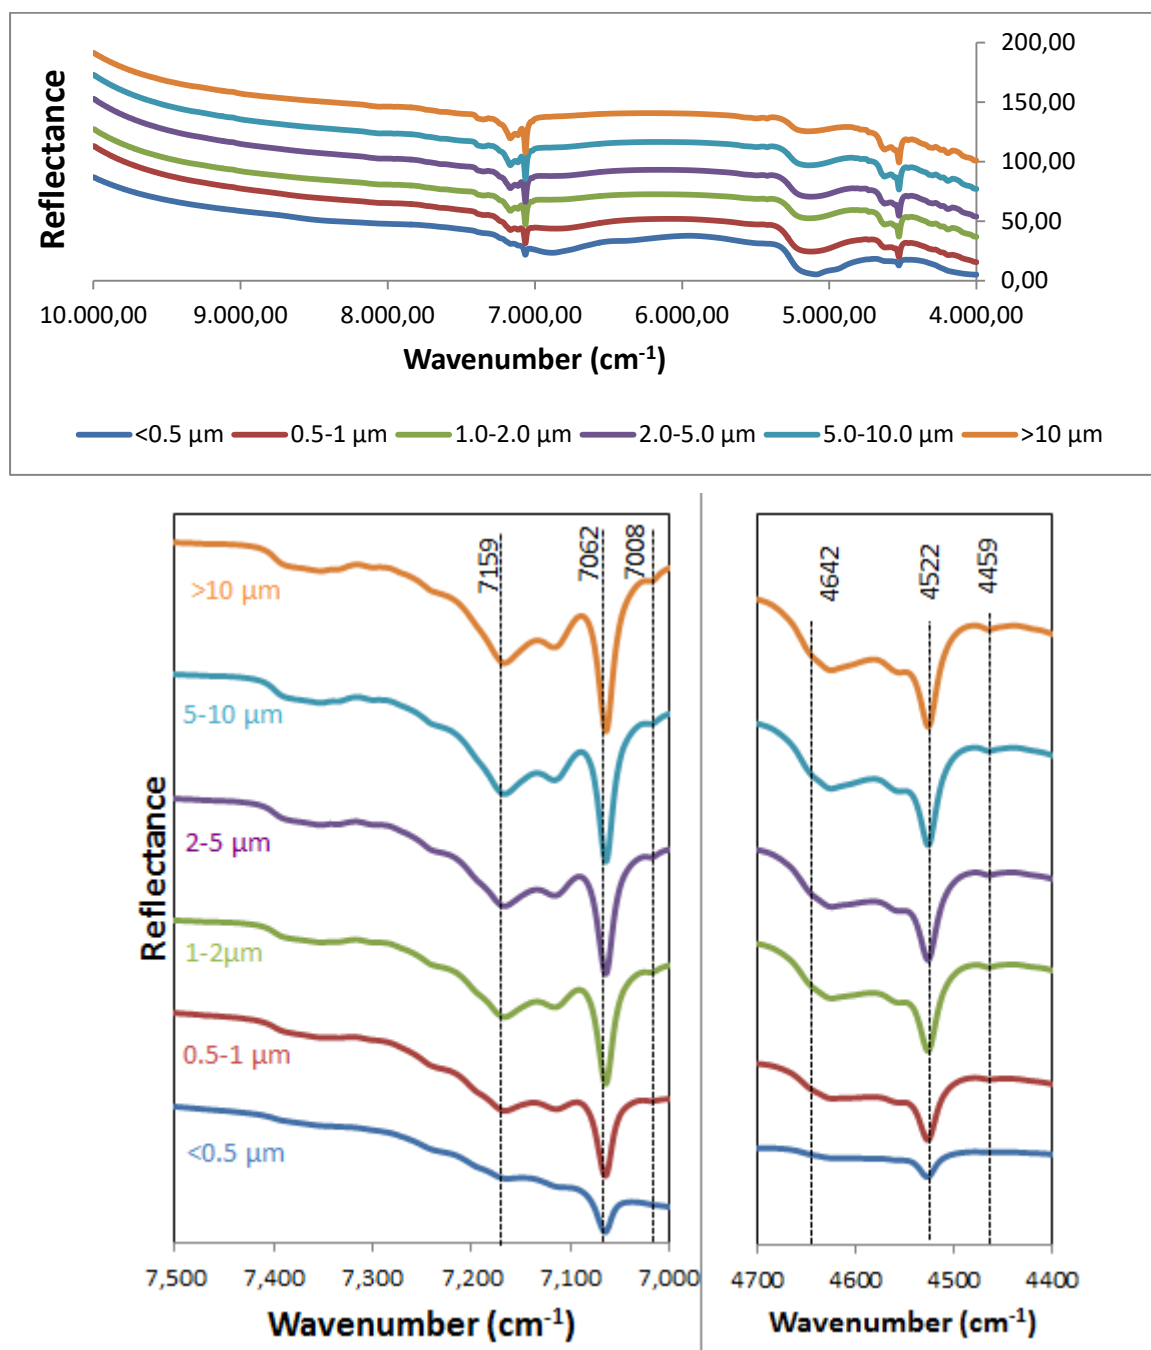 200,00
150,00
100,00
50,00
0,00
Reflectance
10.000,00 9.000,00 8.000,00 7.000,00 6.000,00 5.000,00 4.000,00
Wavenumber (cm⁻¹)
<0.5 µm 0.5-1 µm 1.0-2.0 µm 2.0-5.0 µm 5.0-10.0 µm >10 µm
7159 7062 7008
4642 4522 4459
>10 µm
5-10 µm
2-5 µm
1-2µm
0.5-1 µm
<0.5 µm
Reflectance
7,500 7,400 7,300 7,200 7,100 7,000
4700 4600 4500 4400
Wavenumber (cm⁻¹)
Wavenumber (cm⁻¹)